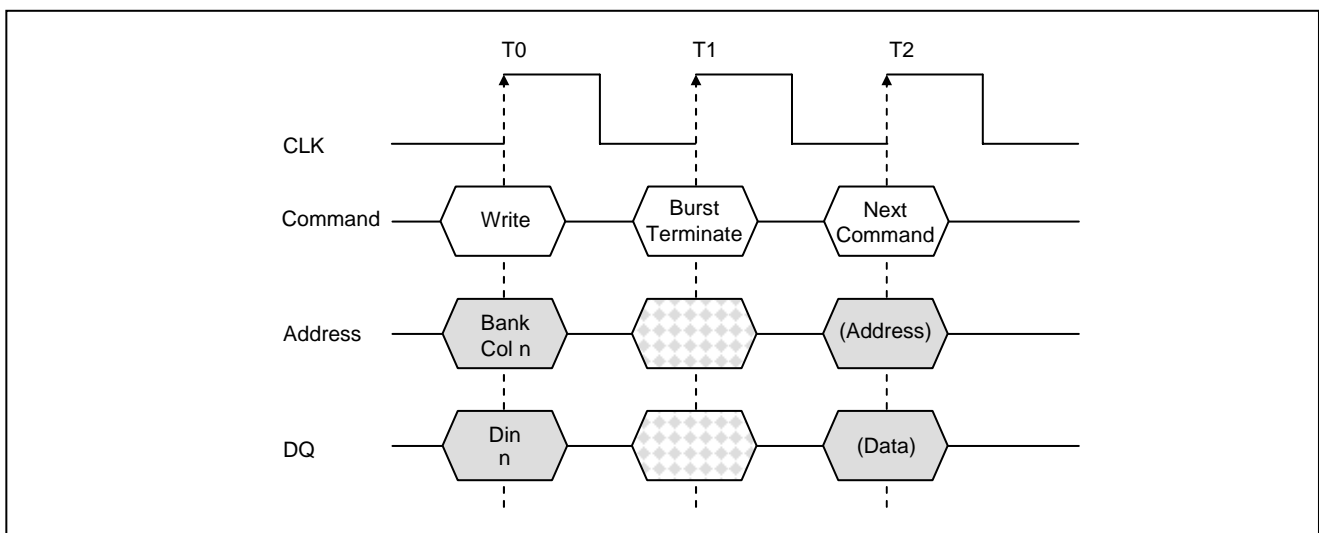 T0 T1 T2
CLK
Command Write Burst Terminate Next Command
Address Bank Col n (Address)
DQ Din n (Data)